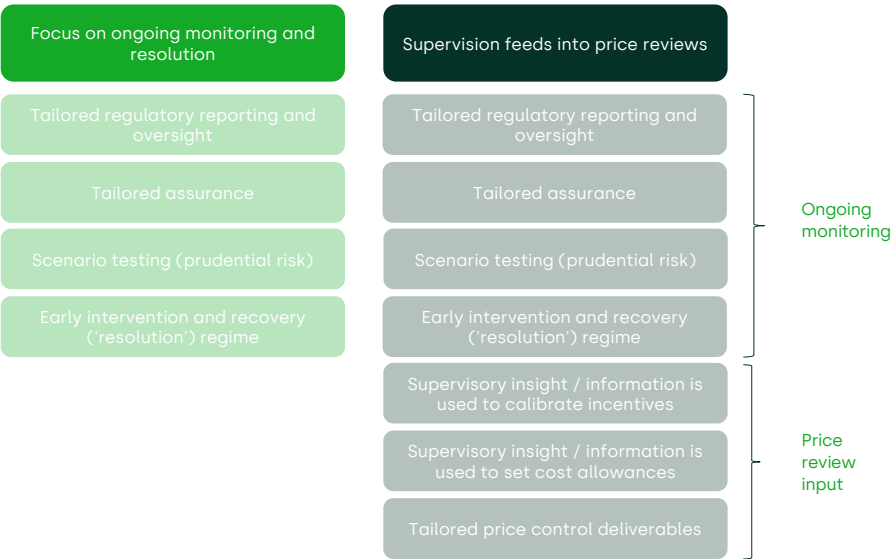 Focus on ongoing monitoring and
resolution
Tailored regulatory reporting and
oversight
Tailored assurance
Scenario testing (prudential risk)
Early intervention and recovery
('resolution') regime
Supervision feeds into price reviews
Tailored regulatory reporting and
oversight
Tailored assurance
Scenario testing (prudential risk)
Early intervention and recovery
('resolution') regime
Supervisory insight / information is
used to calibrate incentives
Supervisory insight / information is
used to set cost allowances
Tailored price control deliverables
Ongoing
monitoring
Price
review
input